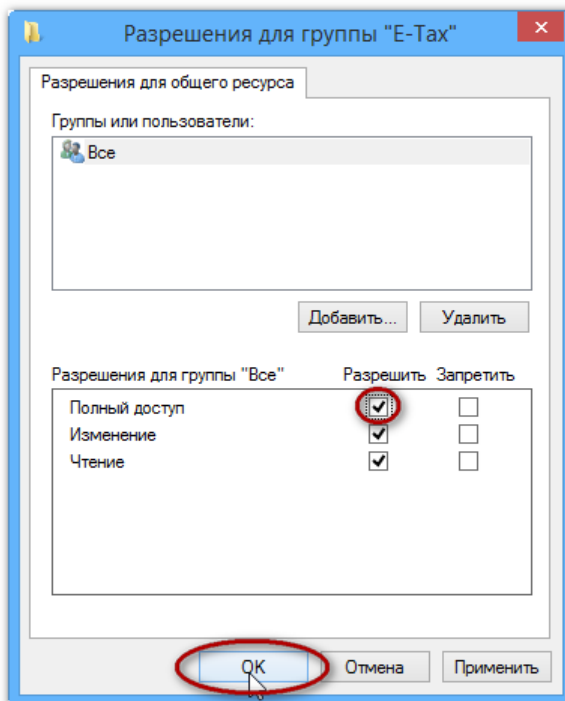 Разрешения для группы "E-Tax"
Разрешения для общего ресурса
Группы или пользователи:
Все
Добавить... Удалить
Разрешения для группы "Все" Разрешить Запретить
Полный доступ
Изменение
Чтение
OK Отмена Применить